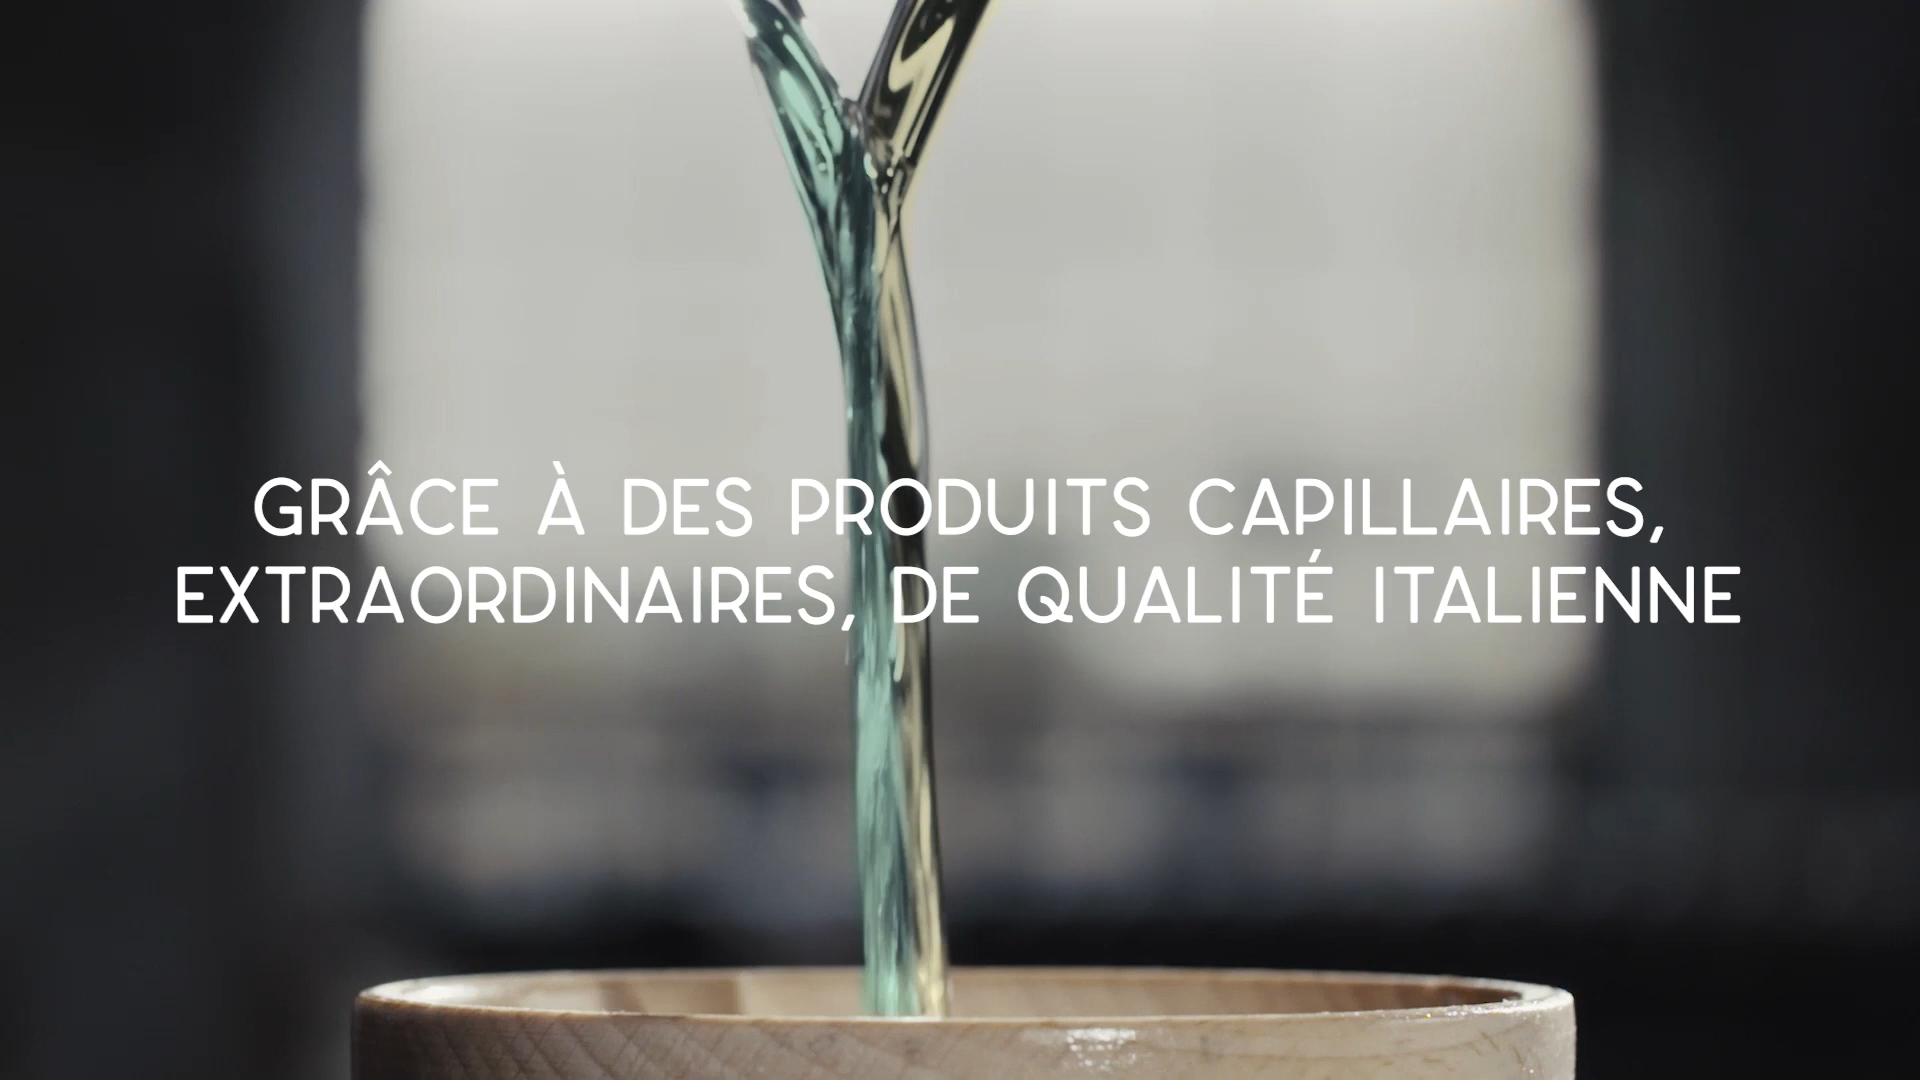 GRÂCE À DES PRODUITS CAPILLAIRES,
EXTRAORDINAIRES, DE QUALITÉ ITALIENNE